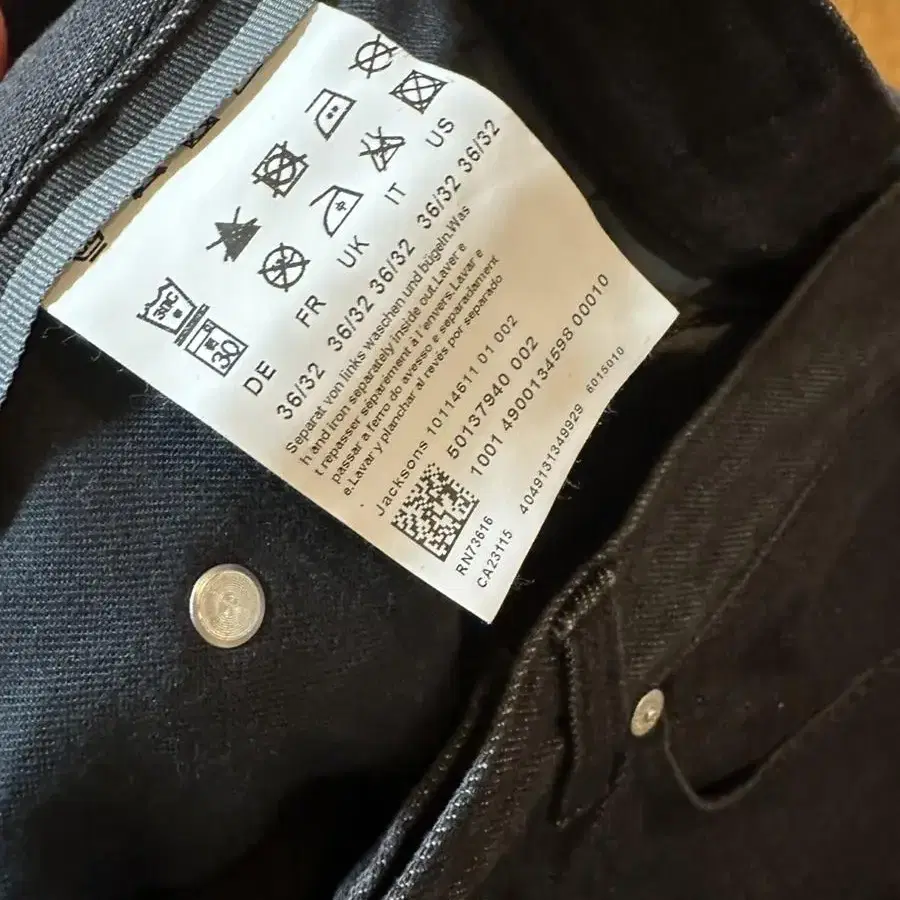 30C
30
DE FR UK IT US
36/32 36/32 36/32 36/32 36/32
Separat von links waschen und bügeln.Was
h and iron separately inside out.Laver e
t repasser séparement à l'envers.Lavar e
passar a ferro do avesso e separadament
e.Lavar y planchar al revés por separado
Jacksons 10114611 01 002
50137940 002
1001 4900134598 00010
RN73616
CA23115
4049131349929 6015010